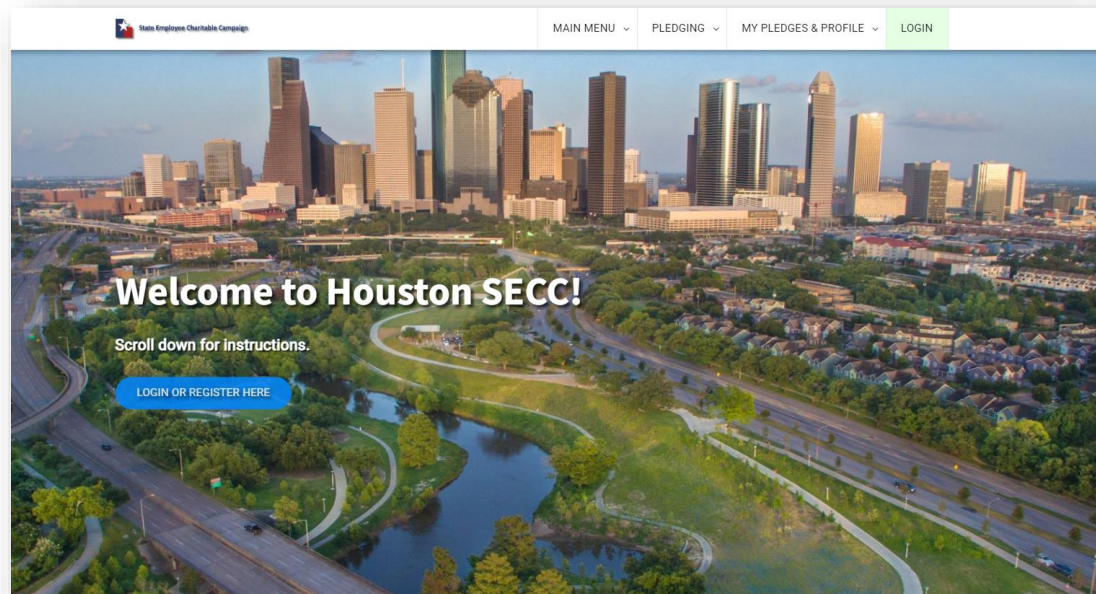 State Employee Charitable Campaign
MAIN MENU
PLEDGING
MY PLEDGES & PROFILE
LOGIN
Welcome to Houston SECC!
Scroll down for instructions.
LOGIN OR REGISTER HERE